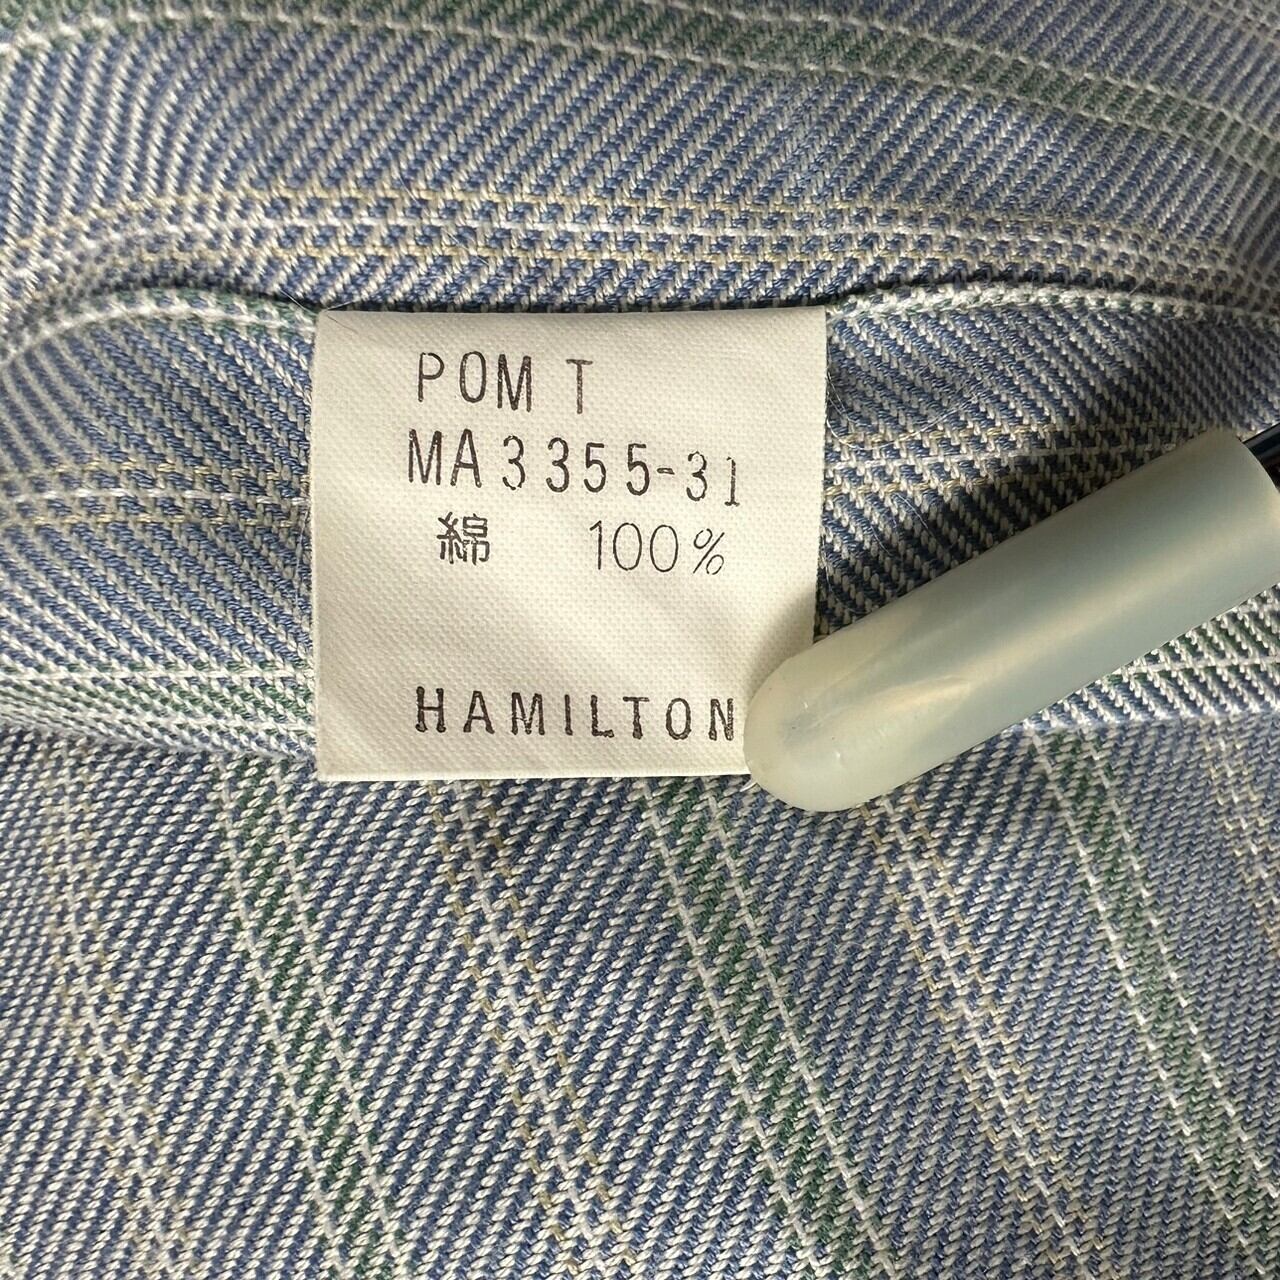 POM T
MA3355-31
綿 100%
HAMILTON